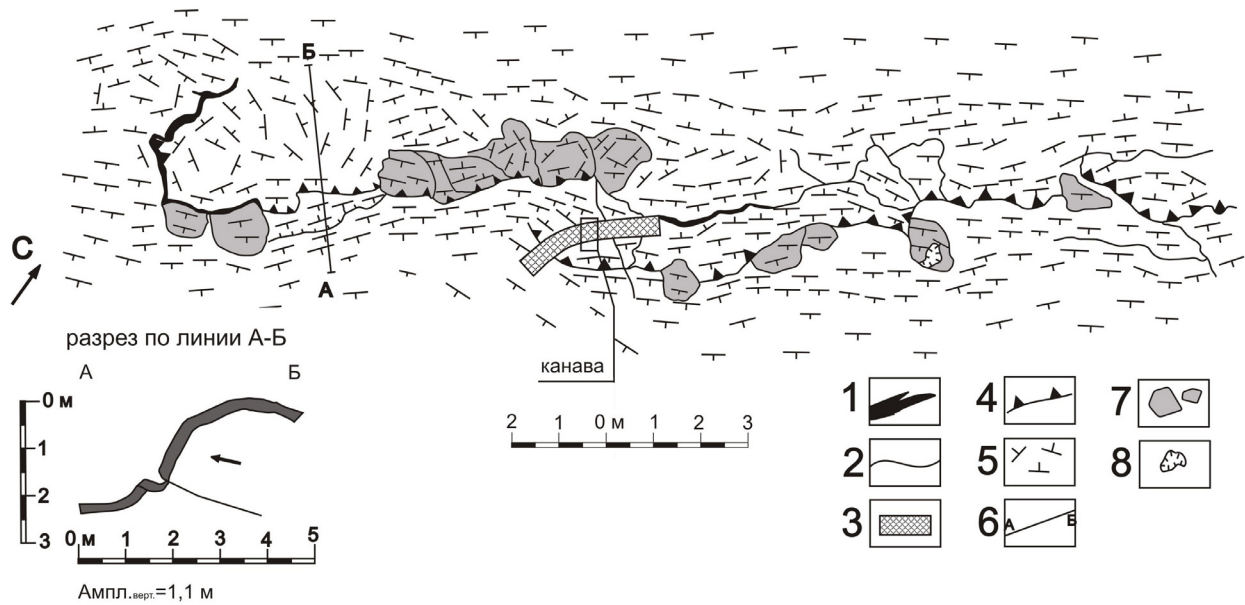 Б
С
А
разрез по линии А-Б
А Б
0 м
1
2
3
0 м 1 2 3 4 5
Ампл.верт.=1,1 м
канава
2 1 0 м 1 2 3
1 4 7
2 5 8
3 6 А Б